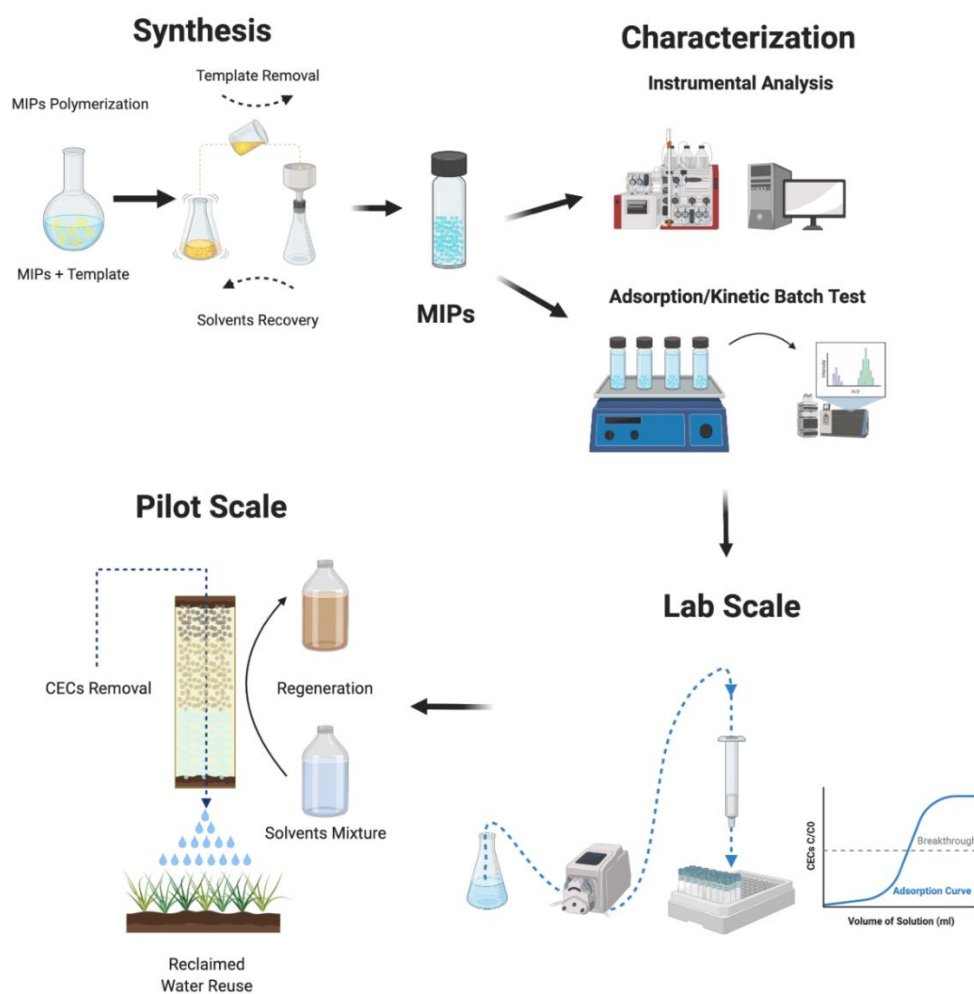 Synthesis
Template Removal
MIPs Polymerization
MIPs + Template
Solvents Recovery
MIPs
Characterization
Instrumental Analysis
Adsorption/Kinetic Batch Test
Intensity
m/z
Lab Scale
CECs C/C0
Breakthrough
Adsorption Curve
Volume of Solution (ml)
Pilot Scale
CECs Removal
Regeneration
Solvents Mixture
Reclaimed
Water Reuse